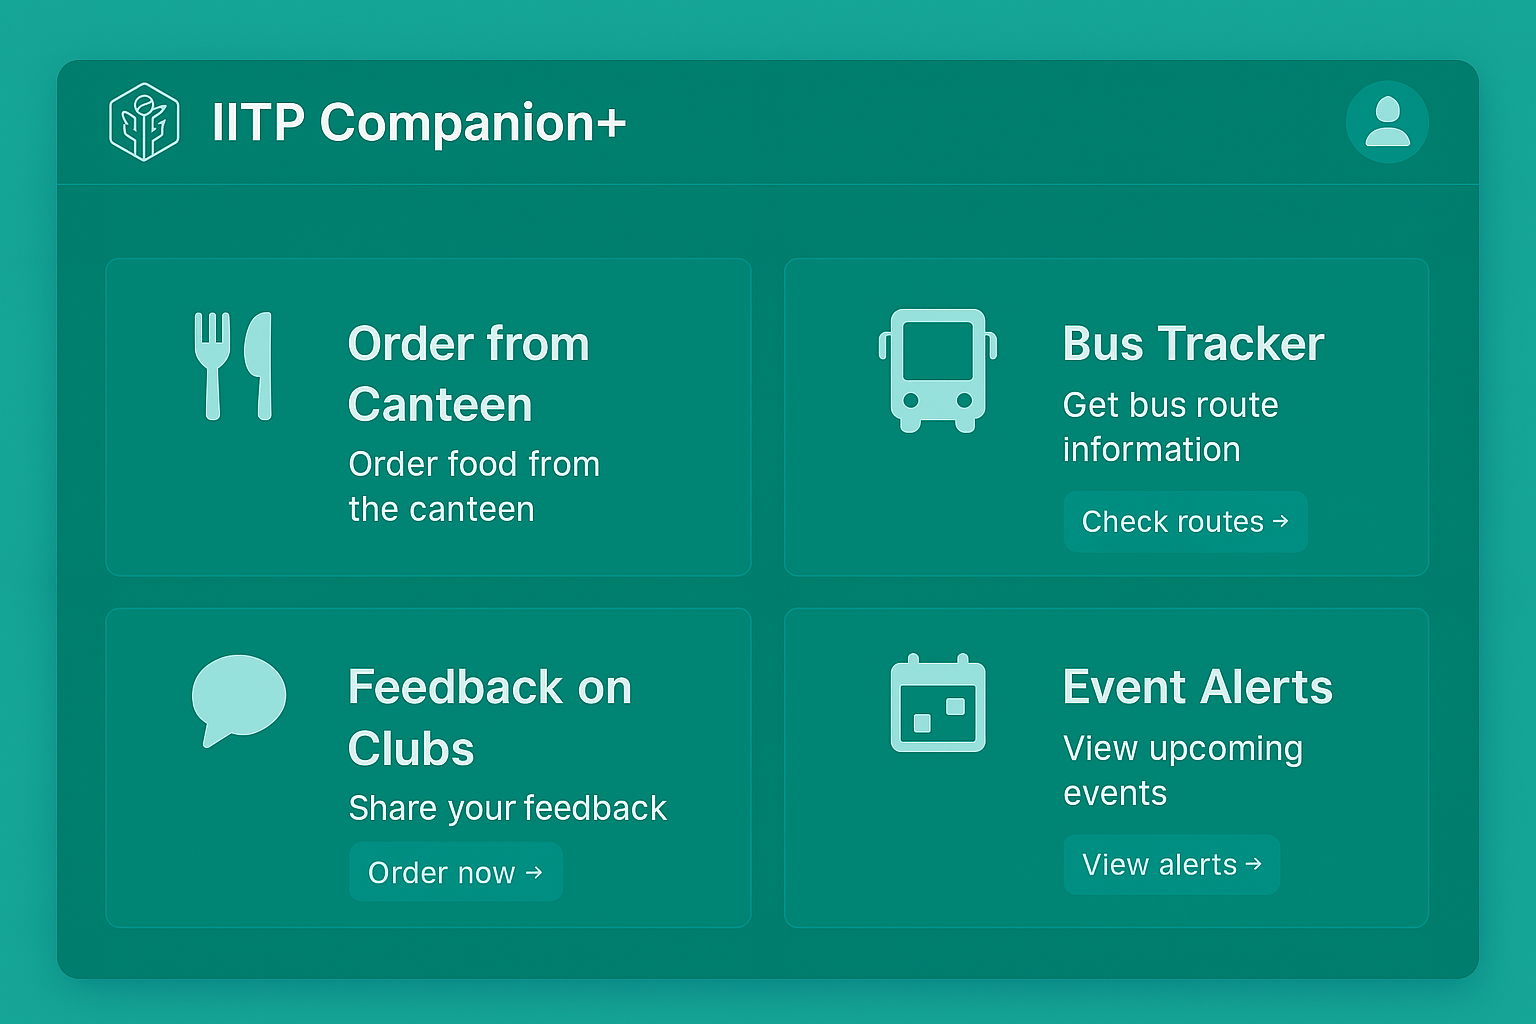 IITP Companion+
Order from
Canteen
Order food from
the canteen
Bus Tracker
Get bus route
information
Check routes →
Feedback on
Clubs
Share your feedback
Order now →
Event Alerts
View upcoming
events
View alerts →